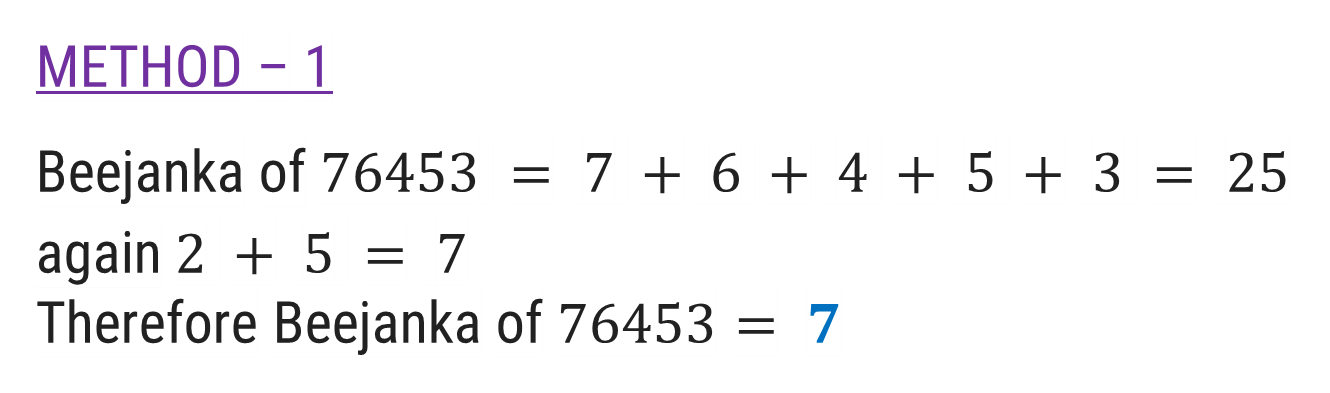 METHOD – 1
Beejanka of 76453 = 7 + 6 + 4 + 5 + 3 = 25
again 2 + 5 = 7
Therefore Beejanka of 76453 = 7